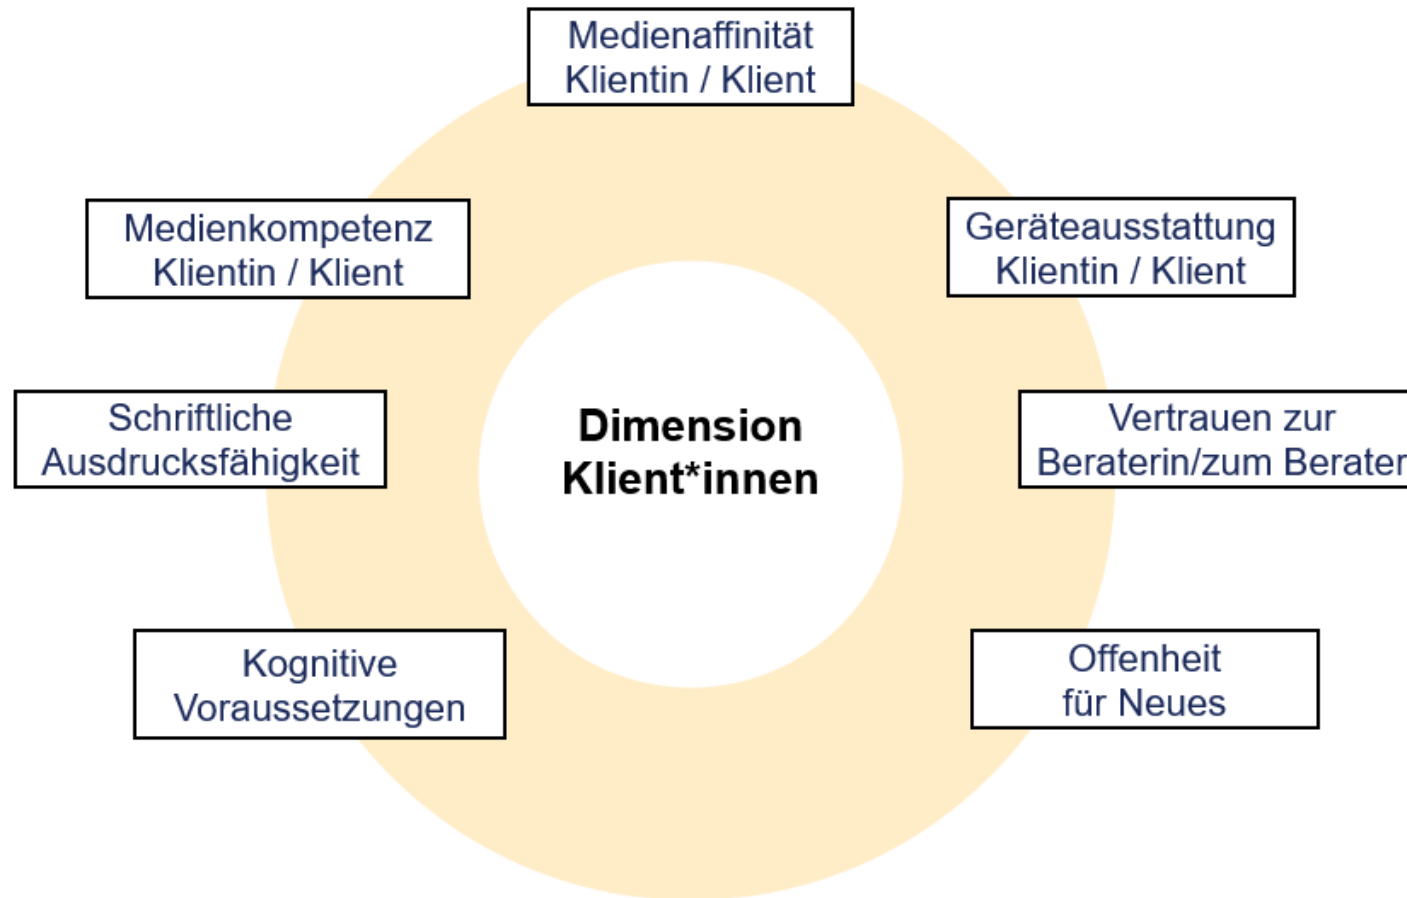 Medienaffinität
Klientin / Klient
Medienkompetenz
Klientin / Klient
Geräteausstattung
Klientin / Klient
Schriftliche
Ausdrucksfähigkeit
Dimension
Klient*innen
Vertrauen zur
Beraterin/zum Berater
Kognitive
Voraussetzungen
Offenheit
für Neues